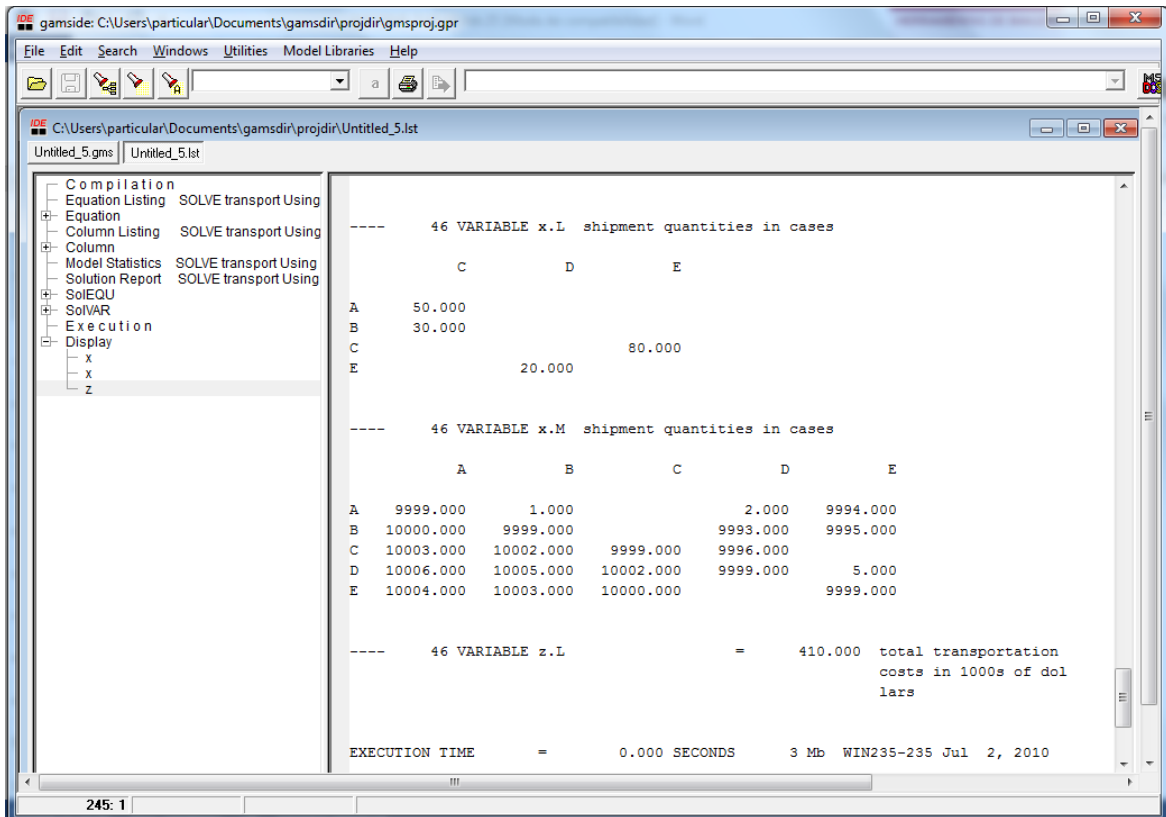 IDE gamside: C:\Users\particular\Documents\gamsdir\projdir\gmsproj.gpr
File Edit Search Windows Utilities Model Libraries Help
a
IDE C:\Users\particular\Documents\gamsdir\projdir\Untitled_5.lst
Untitled_5.gms Untitled_5.lst
Compilation
Equation Listing SOLVE transport Using
Equation
Column Listing SOLVE transport Using
Column
Model Statistics SOLVE transport Using
Solution Report SOLVE transport Using
SolEQU
SolVAR
Execution
Display
x
x
z
---- 46 VARIABLE x.L shipment quantities in cases
C D E
A 50.000
B 30.000
C 80.000
E 20.000
---- 46 VARIABLE x.M shipment quantities in cases
A B C D E
A 9999.000 1.000 2.000 9994.000
B 10000.000 9999.000 9993.000 9995.000
C 10003.000 10002.000 9999.000 9996.000
D 10006.000 10005.000 10002.000 9999.000 5.000
E 10004.000 10003.000 10000.000 9999.000
---- 46 VARIABLE z.L = 410.000 total transportation
costs in 1000s of dol
lars
EXECUTION TIME = 0.000 SECONDS 3 Mb WIN235-235 Jul 2, 2010
245: 1